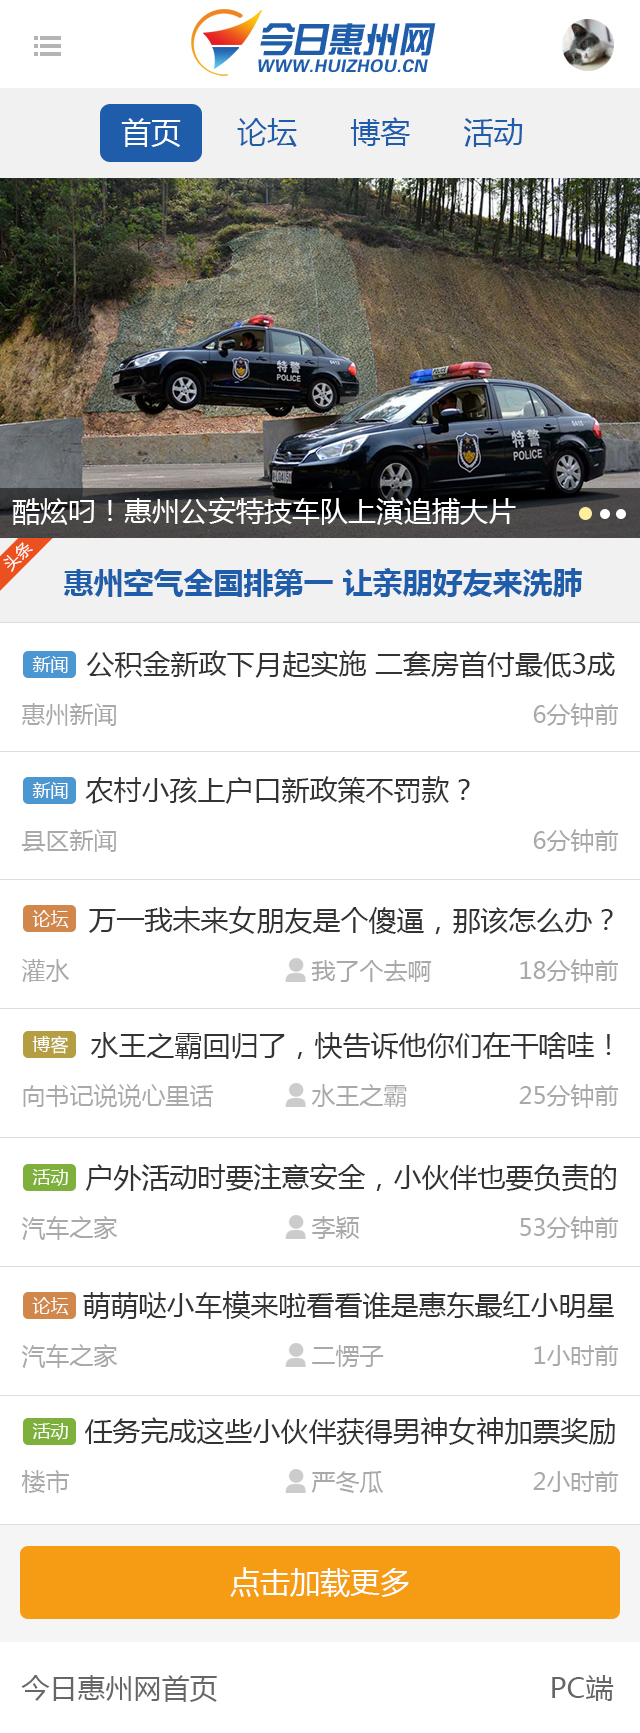 今日惠州网
WWW.HUIZHOU.CN
首页 论坛 博客 活动
特警
POLICE
特警
POLICE
酷炫叼！惠州公安特技车队上演追捕大片
头条
惠州空气全国排第一 让亲朋好友来洗肺
新闻 公积金新政下月起实施 二套房首付最低3成
惠州新闻 6分钟前
新闻 农村小孩上户口新政策不罚款？
县区新闻 6分钟前
论坛 万一我未来女朋友是个傻逼，那该怎么办？
灌水 我了个去啊 18分钟前
博客 水王之霸回归了，快告诉他你们在干啥哇！
向书记说说心里话 水王之霸 25分钟前
活动 户外活动时要注意安全，小伙伴也要负责的
汽车之家 李颖 53分钟前
论坛 萌萌哒小车模来啦看看谁是惠东最红小明星
汽车之家 二愣子 1小时前
活动 任务完成这些小伙伴获得男神女神加票奖励
楼市 严冬瓜 2小时前
点击加载更多
今日惠州网首页 PC端